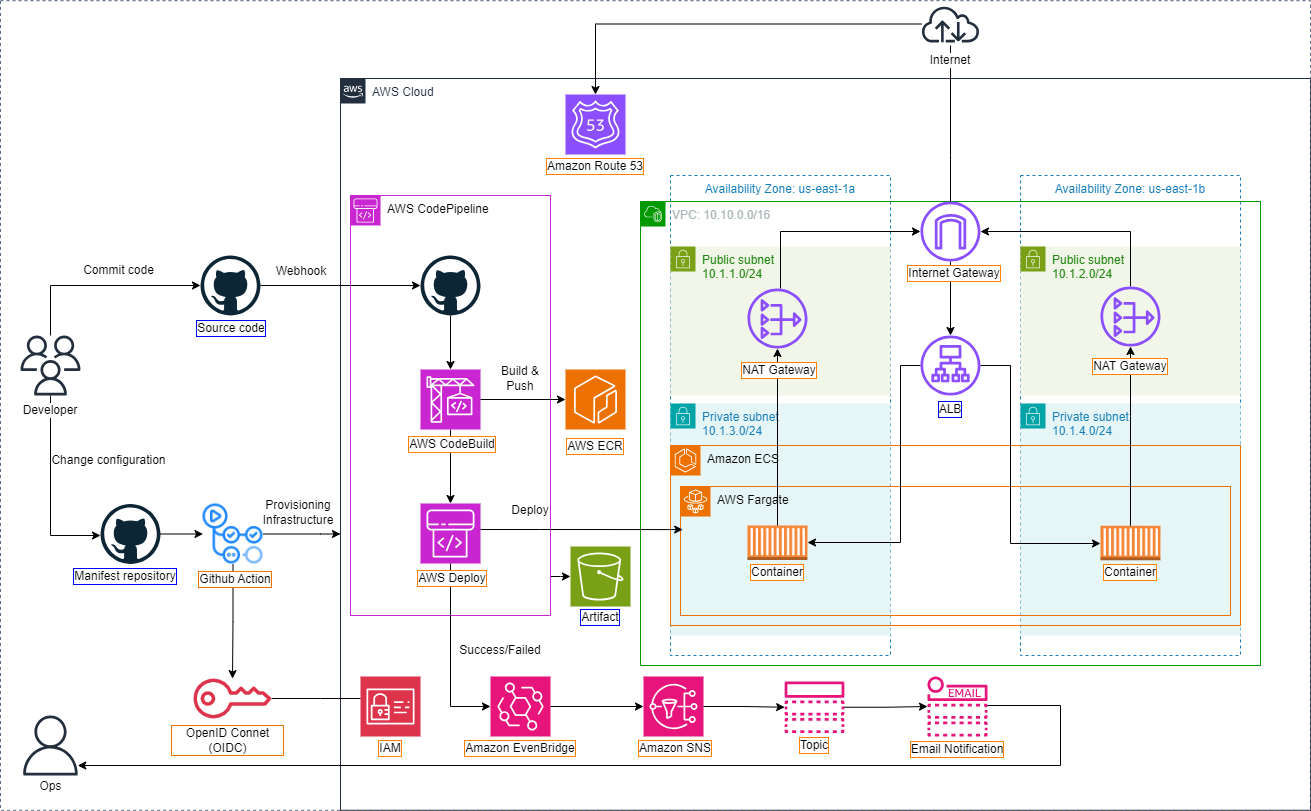 Internet
aws
AWS Cloud
53
Amazon Route 53
Availability Zone: us-east-1a
Availability Zone: us-east-1b
AWS CodePipeline
VPC: 10.10.0.0/16
Commit code
Webhook
Source code
Public subnet
10.1.1.0/24
Internet Gateway
Public subnet
10.1.2.0/24
Developer
Build &
Push
NAT Gateway
NAT Gateway
ALB
AWS CodeBuild
AWS ECR
Private subnet
10.1.3.0/24
Private subnet
10.1.4.0/24
Change configuration
Amazon ECS
AWS Fargate
Provisioning
Infrastructure
Deploy
Manifest repository
Github Action
AWS Deploy
Container
Container
Artifact
Success/Failed
EMAIL
OpenID Connet
(OIDC)
IAM
Amazon EvenBridge
Amazon SNS
Topic
Email Notification
Ops